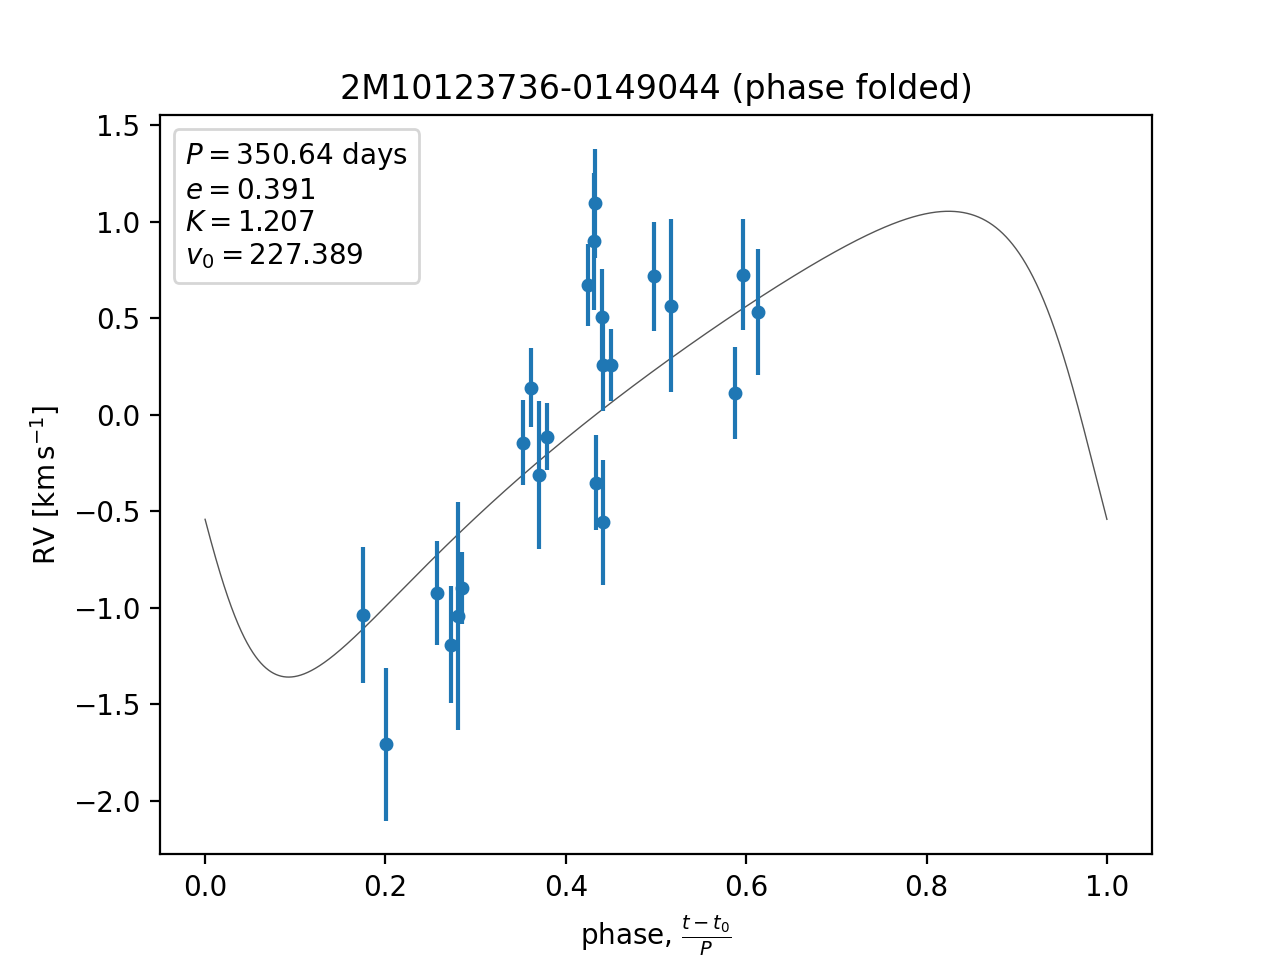 2M10123736-0149044 (phase folded)
P = 350.64 days
e = 0.391
K = 1.207
v₀ = 227.389
1.5
1.0
0.5
0.0
−0.5
−1.0
−1.5
−2.0
RV [km s⁻¹]
0.0 0.2 0.4 0.6 0.8 1.0
phase, (t − t₀)/P